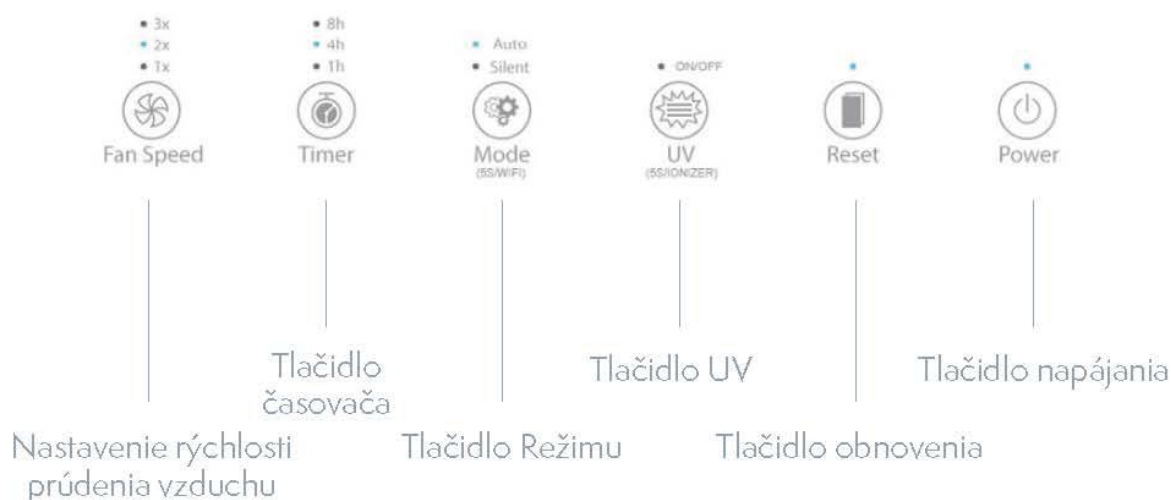 3x
2x
1x
Fan Speed
8h
4h
1h
Timer
Auto
Silent
Mode
(5S/WIFI)
ON/OFF
UV
(5S/IONIZER)
Reset
Power
Tlačidlo
časovača
Tlačidlo UV
Tlačidlo napájania
Nastavenie rýchlosti
prúdenia vzduchu
Tlačidlo Režimu
Tlačidlo obnovenia